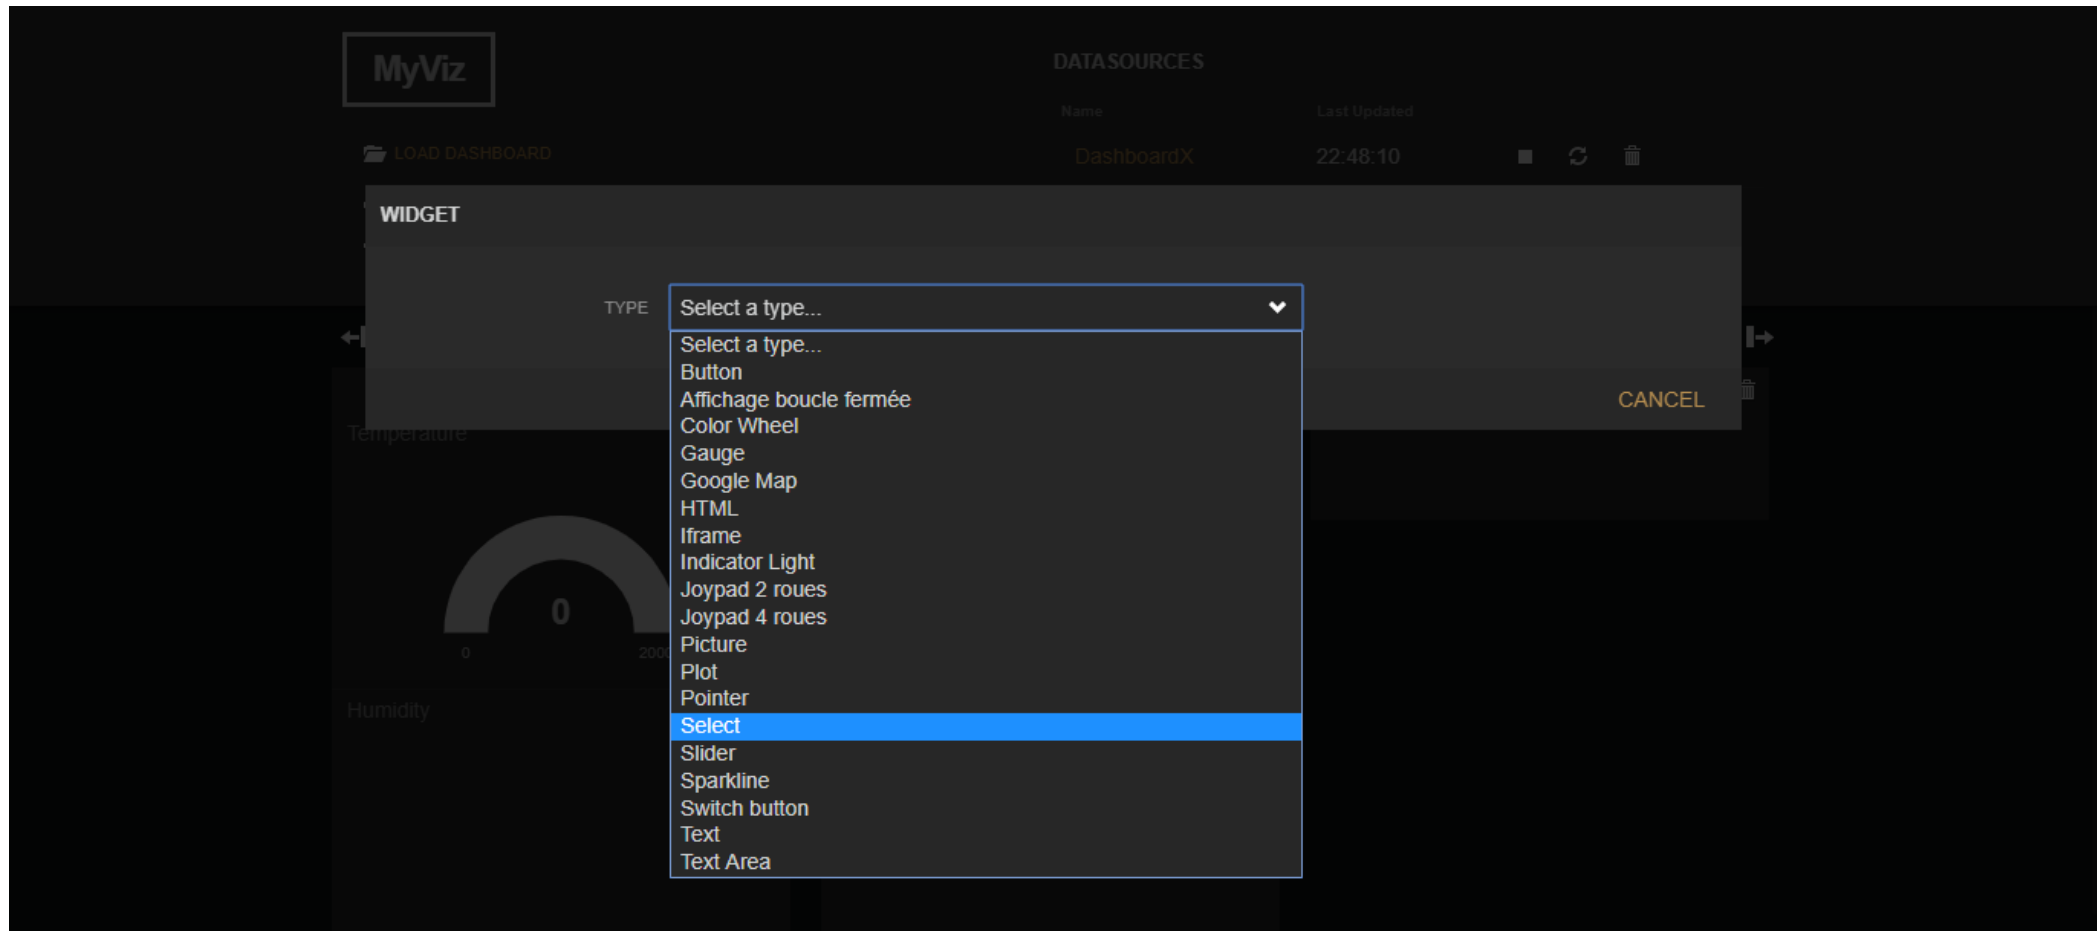 MyViz
DATASOURCES
Name
Last Updated
LOAD DASHBOARD
DashboardX
22:48:10
WIDGET
TYPE
Select a type...
Select a type...
Button
Affichage boucle fermée
Color Wheel
Gauge
Google Map
HTML
Iframe
Indicator Light
Joypad 2 roues
Joypad 4 roues
Picture
Plot
Pointer
Select
Slider
Sparkline
Switch button
Text
Text Area
CANCEL
Temperature
0
0
Humidity